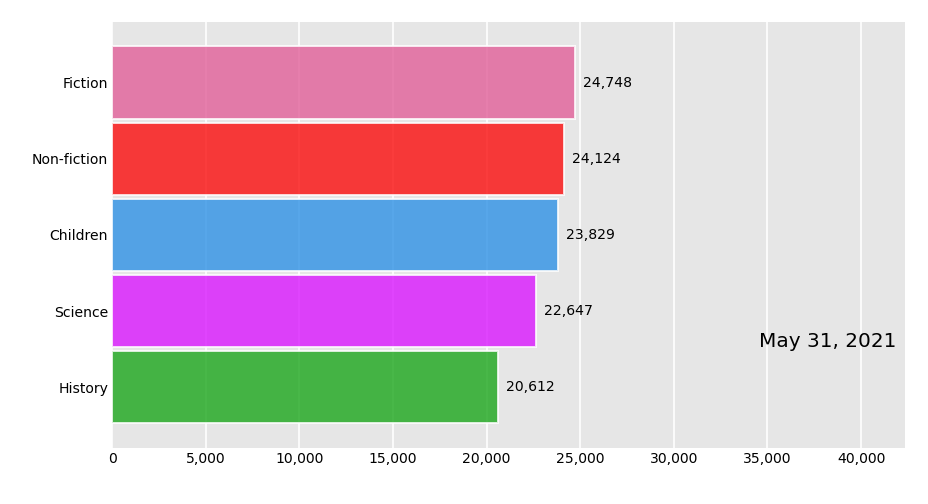 Fiction 24,748
Non-fiction 24,124
Children 23,829
Science 22,647
May 31, 2021
History 20,612
0 5,000 10,000 15,000 20,000 25,000 30,000 35,000 40,000